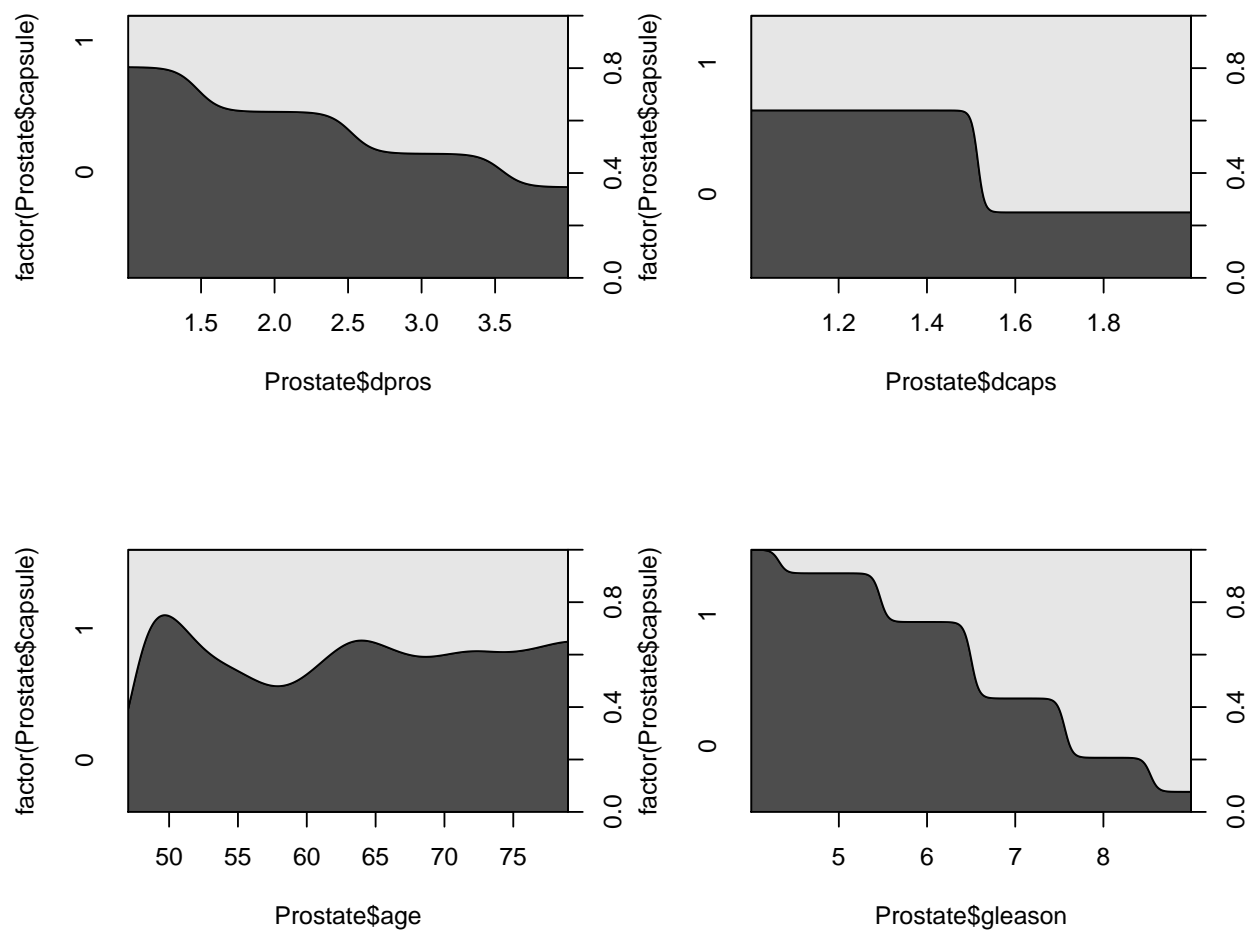 factor(Prostate$capsule)
1
0
0.8
0.4
0.0
1.5 2.0 2.5 3.0 3.5
Prostate$dpros
factor(Prostate$capsule)
1
0
0.8
0.4
0.0
1.2 1.4 1.6 1.8
Prostate$dcaps
factor(Prostate$capsule)
1
0
0.8
0.4
0.0
50 55 60 65 70 75
Prostate$age
factor(Prostate$capsule)
1
0
0.8
0.4
0.0
5 6 7 8
Prostate$gleason